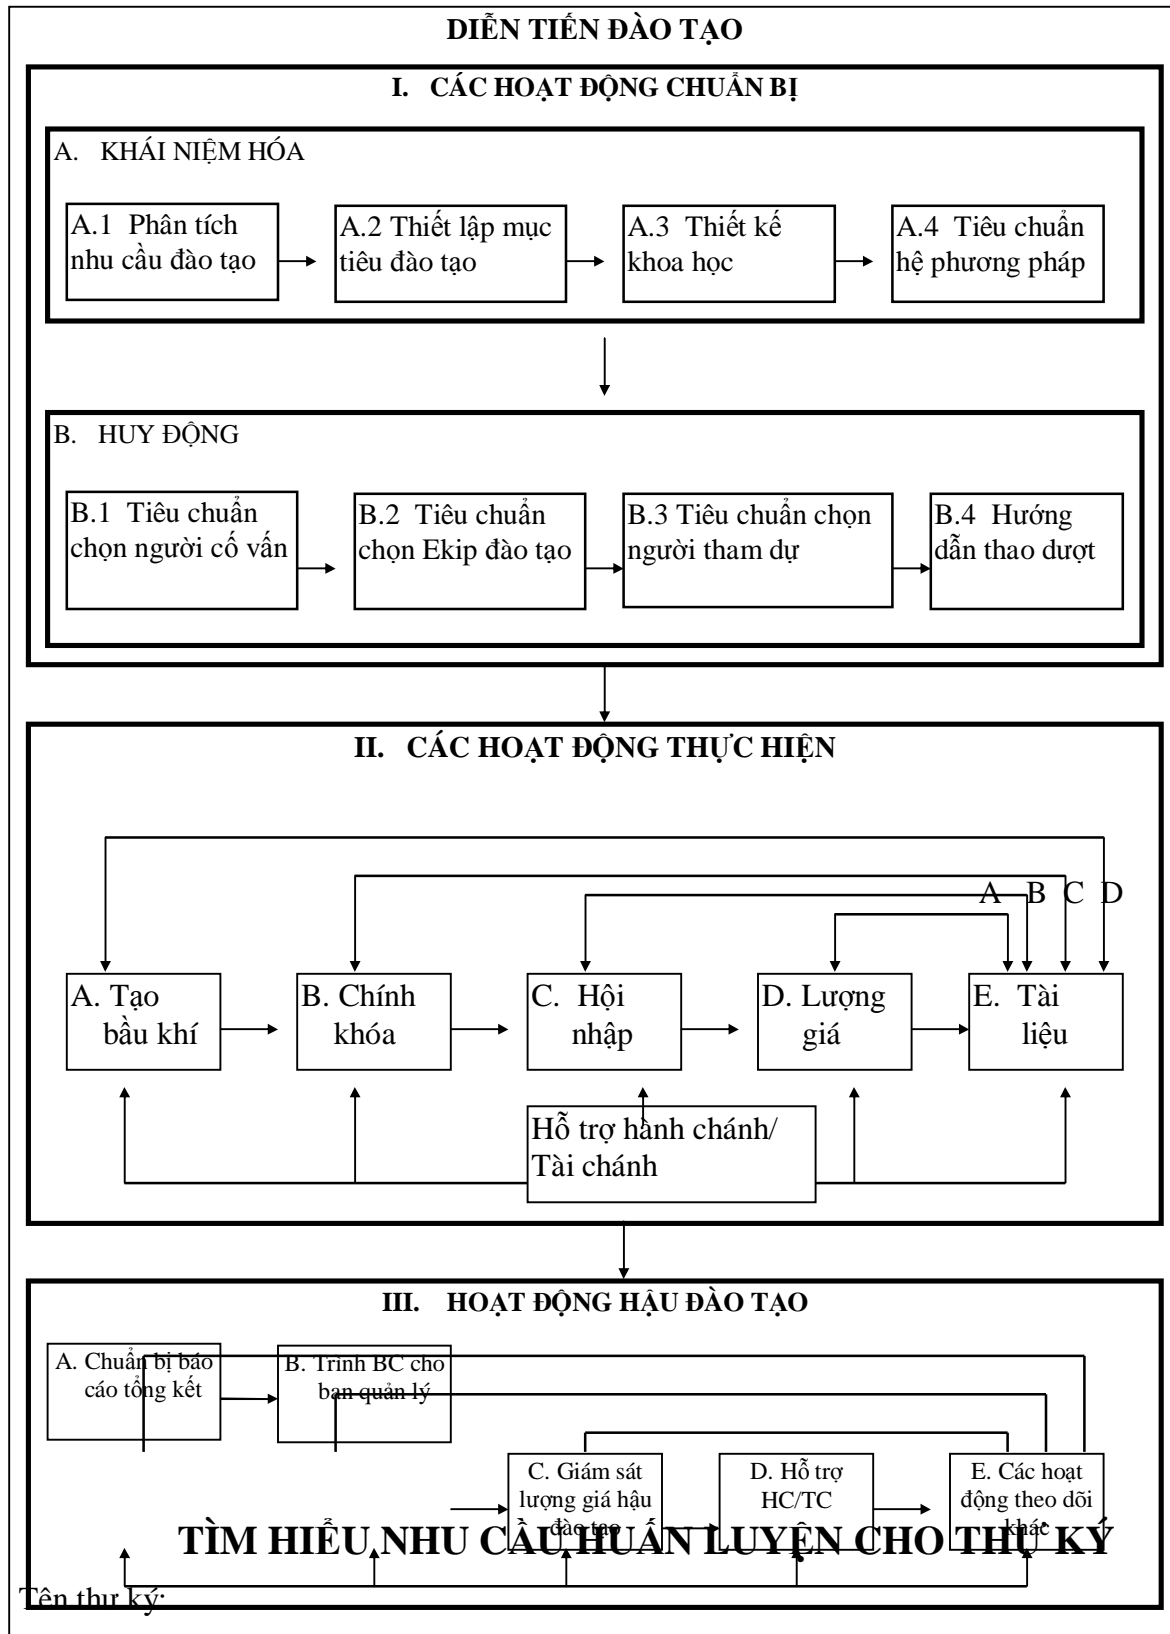 DIỄN TIẾN ĐÀO TẠO
I. CÁC HOẠT ĐỘNG CHUẨN BỊ
A. KHÁI NIỆM HÓA
A.1 Phân tích
nhu cầu đào tạo
A.2 Thiết lập mục
tiêu đào tạo
A.3 Thiết kế
khoa học
A.4 Tiêu chuẩn
hệ phương pháp
B. HUY ĐỘNG
B.1 Tiêu chuẩn
chọn người cố vấn
B.2 Tiêu chuẩn
chọn Ekip đào tạo
B.3 Tiêu chuẩn chọn
người tham dự
B.4 Hướng
dẫn thao dượt
II. CÁC HOẠT ĐỘNG THỰC HIỆN
A B C D
A. Tạo
bầu khí
B. Chính
khóa
C. Hội
nhập
D. Lượng
giá
E. Tài
liệu
Hỗ trợ hành chánh/
Tài chánh
III. HOẠT ĐỘNG HẬU ĐÀO TẠO
A. Chuẩn bị báo
cáo tổng kết
B. Trình BC cho
ban quản lý
C. Giám sát
lượng giá hậu
đào tạo
D. Hỗ trợ
HC/TC
E. Các hoạt
động theo dõi
khác
TÌM HIỂU NHU CẦU HUẤN LUYỆN CHO THƯ KÝ
Tên thư ký: